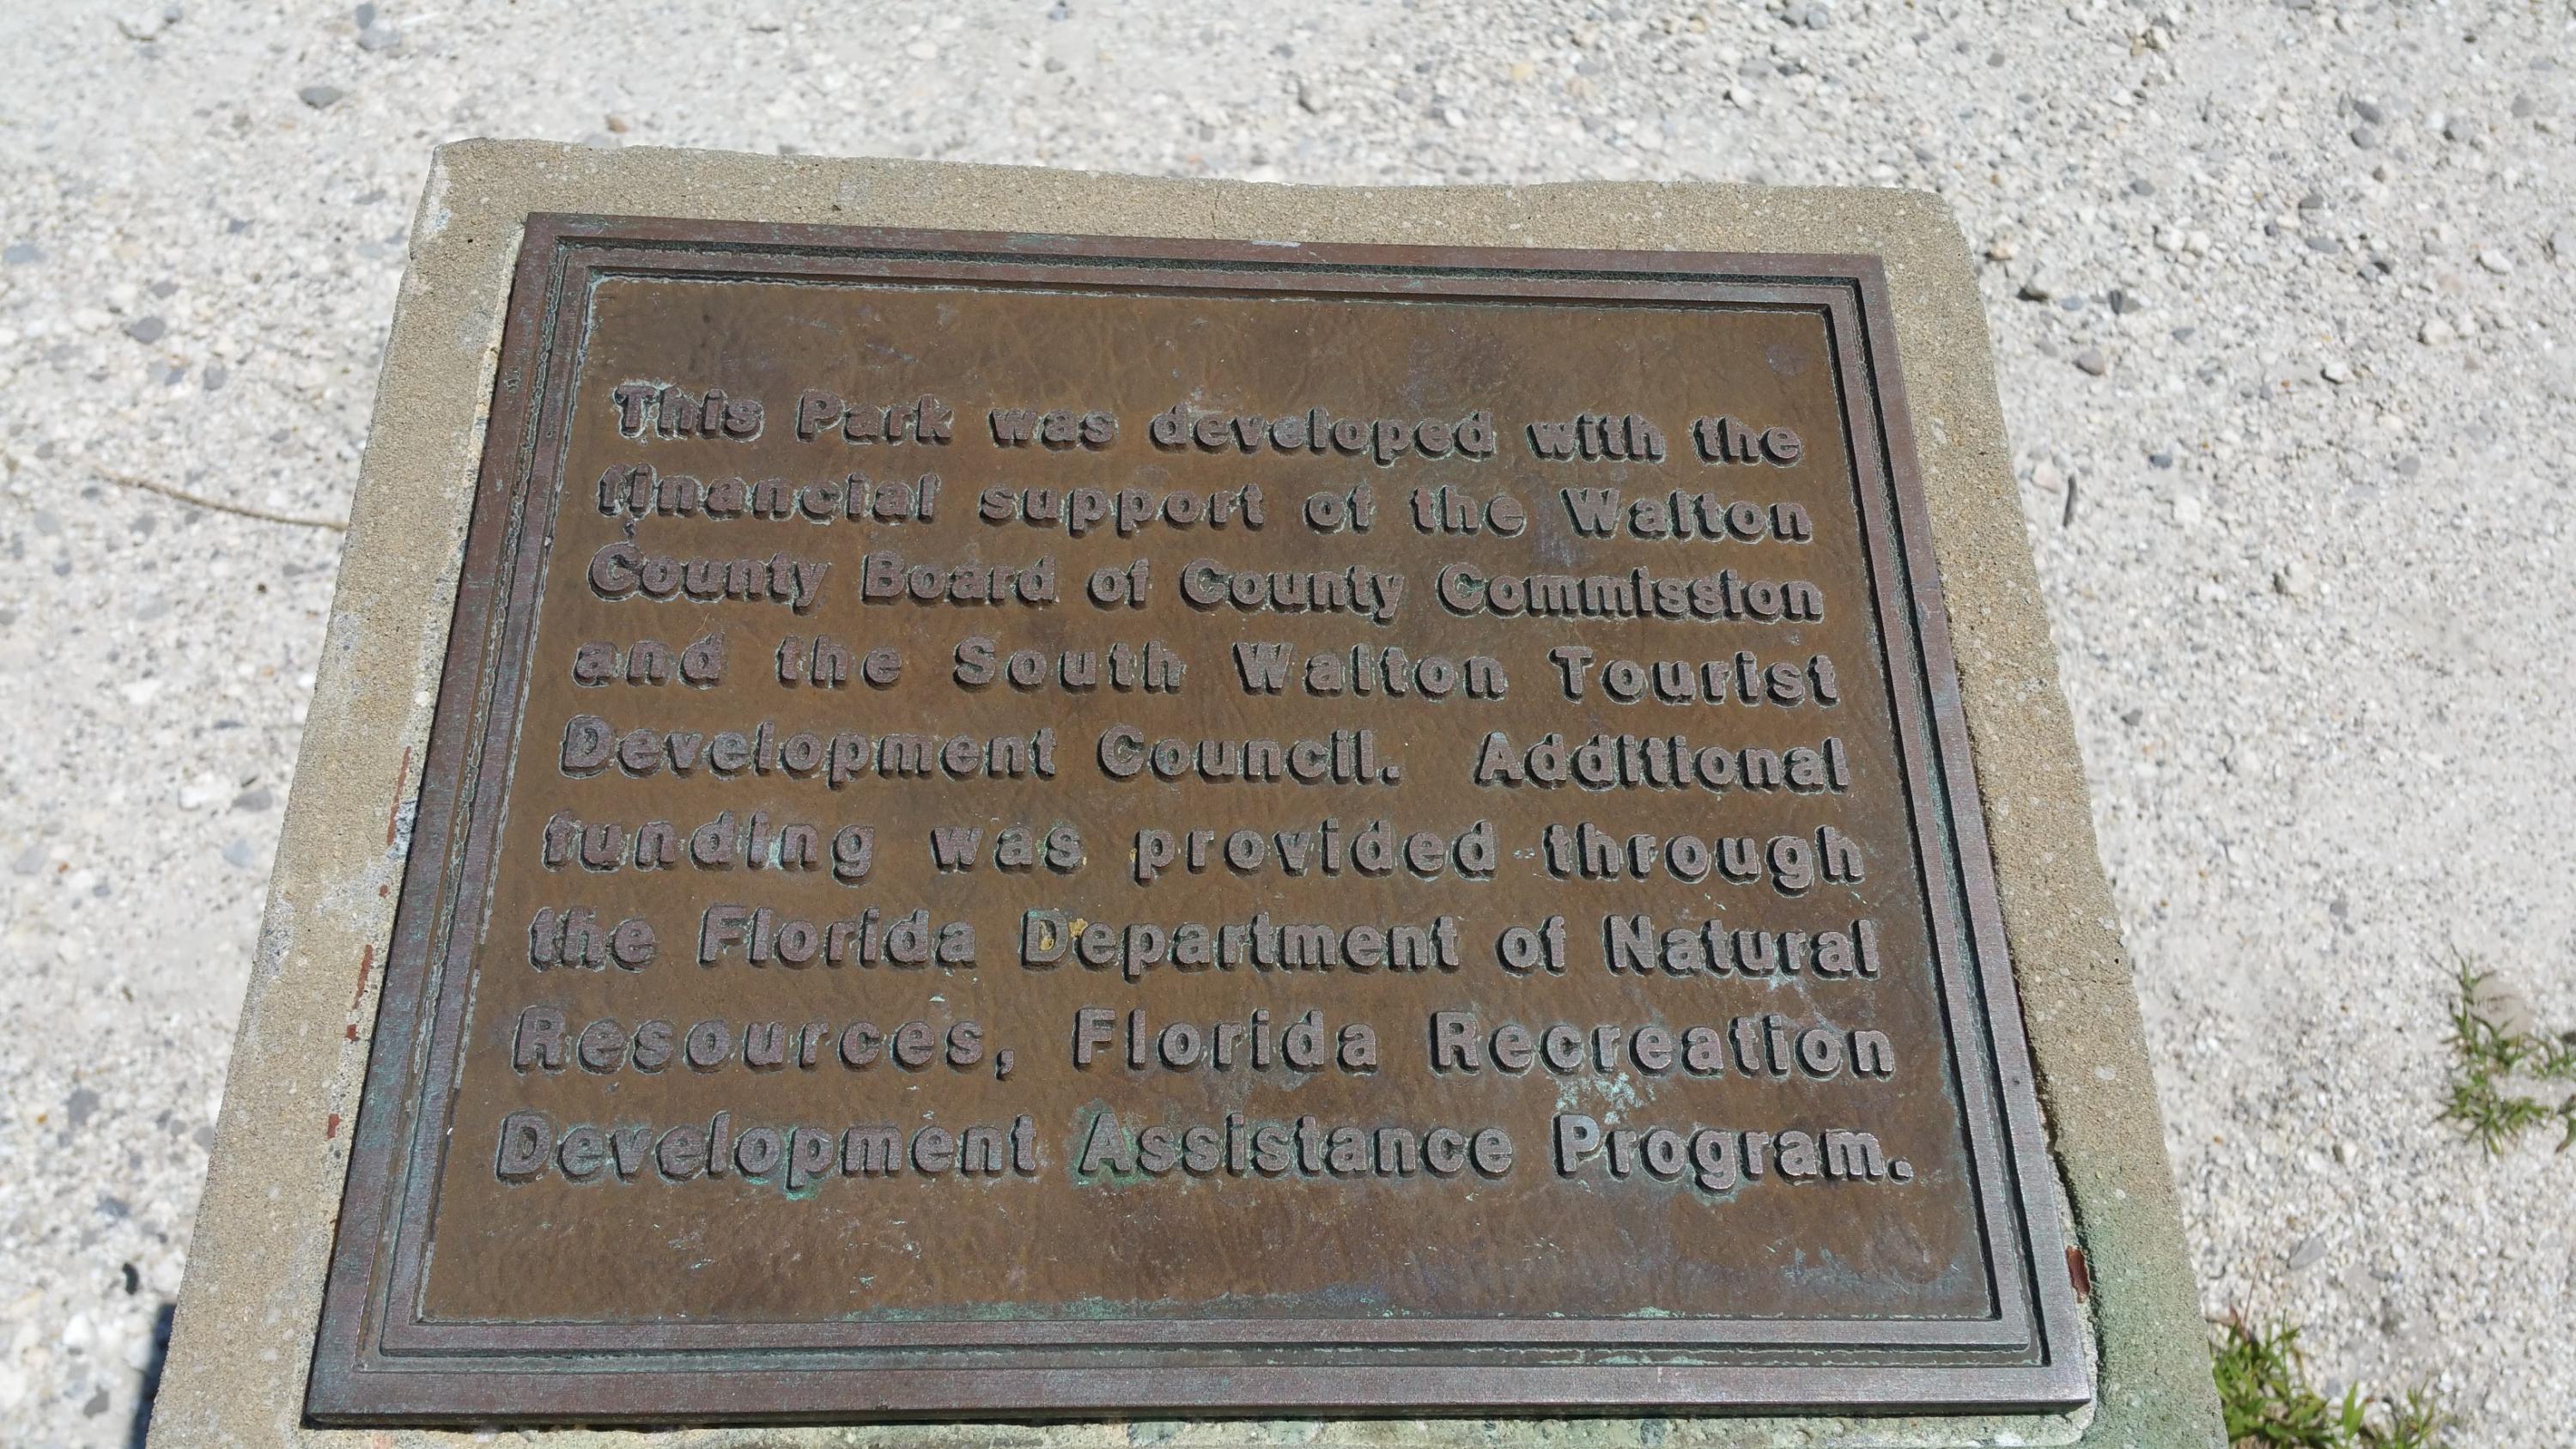 This Park was developed with the
financial support of the Walton
County Board of County Commission
and the South Walton Tourist
Development Council. Additional
funding was provided through
the Florida Department of Natural
Resources, Florida Recreation
Development Assistance Program.